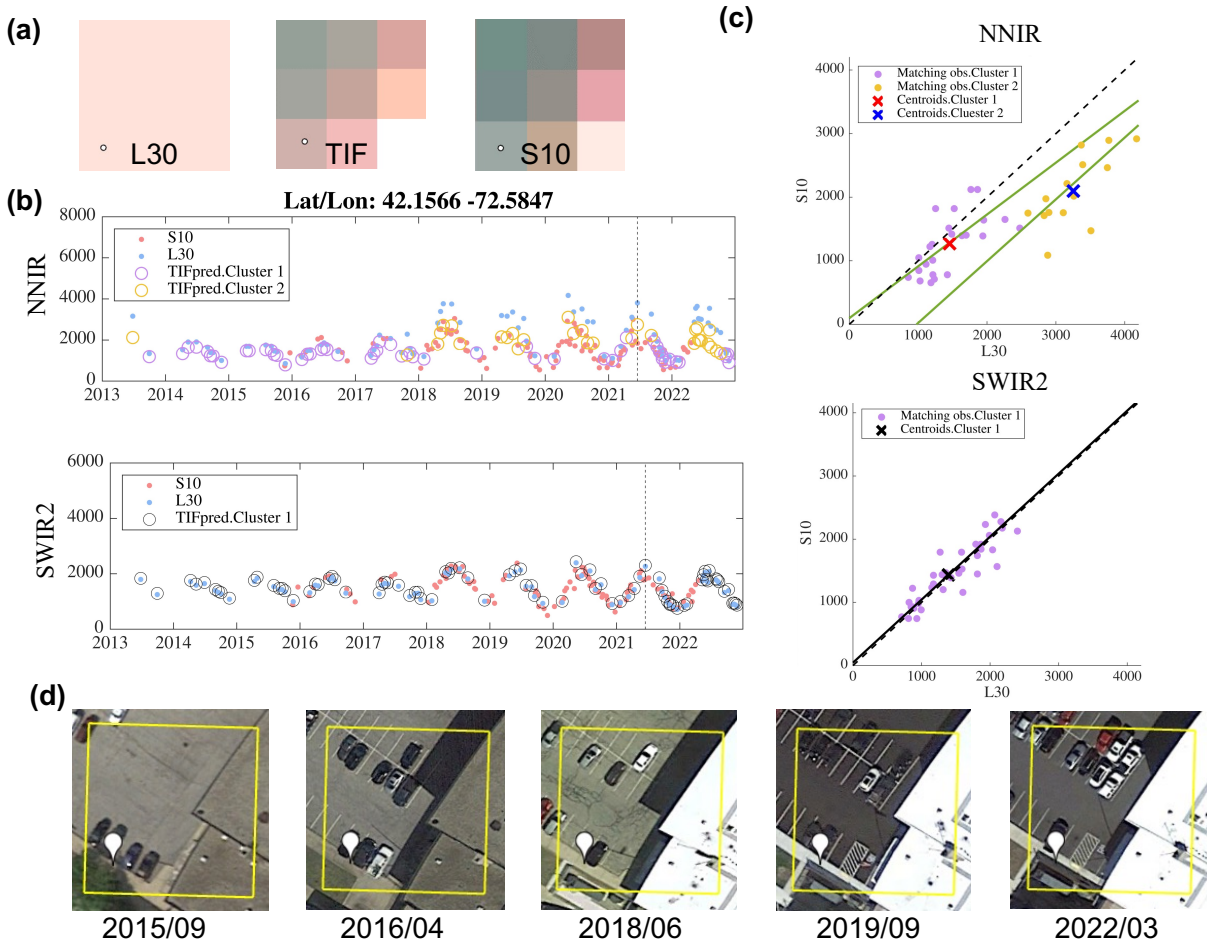 (a)
L30
TIF
S10
(b)
Lat/Lon: 42.1566 -72.5847
NNIR
8000
6000
4000
2000
0
S10
L30
TIFpred.Cluster 1
TIFpred.Cluster 2
2013 2014 2015 2016 2017 2018 2019 2020 2021 2022
SWIR2
6000
4000
2000
0
S10
L30
TIFpred.Cluster 1
2013 2014 2015 2016 2017 2018 2019 2020 2021 2022
(c)
NNIR
S10
4000
3000
2000
1000
0
Matching obs.Cluster 1
Matching obs.Cluster 2
Centroids.Cluster 1
Centroids.Cluester 2
0 1000 2000 3000 4000
L30
SWIR2
S10
4000
3000
2000
1000
0
Matching obs.Cluster 1
Centroids.Cluster 1
0 1000 2000 3000 4000
L30
(d)
2015/09
2016/04
2018/06
2019/09
2022/03